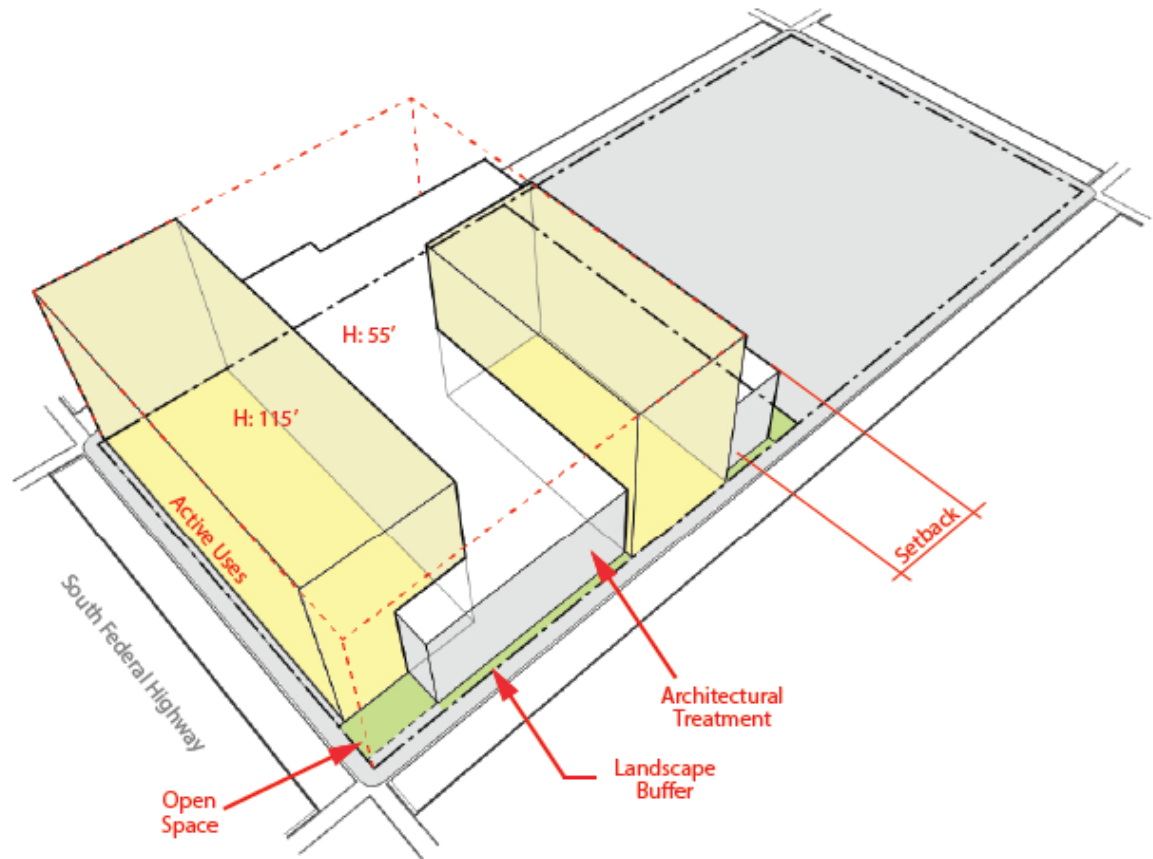 H: 55′
H: 115′
Active Uses
South Federal Highway
Setback
Architectural
Treatment
Landscape
Buffer
Open
Space